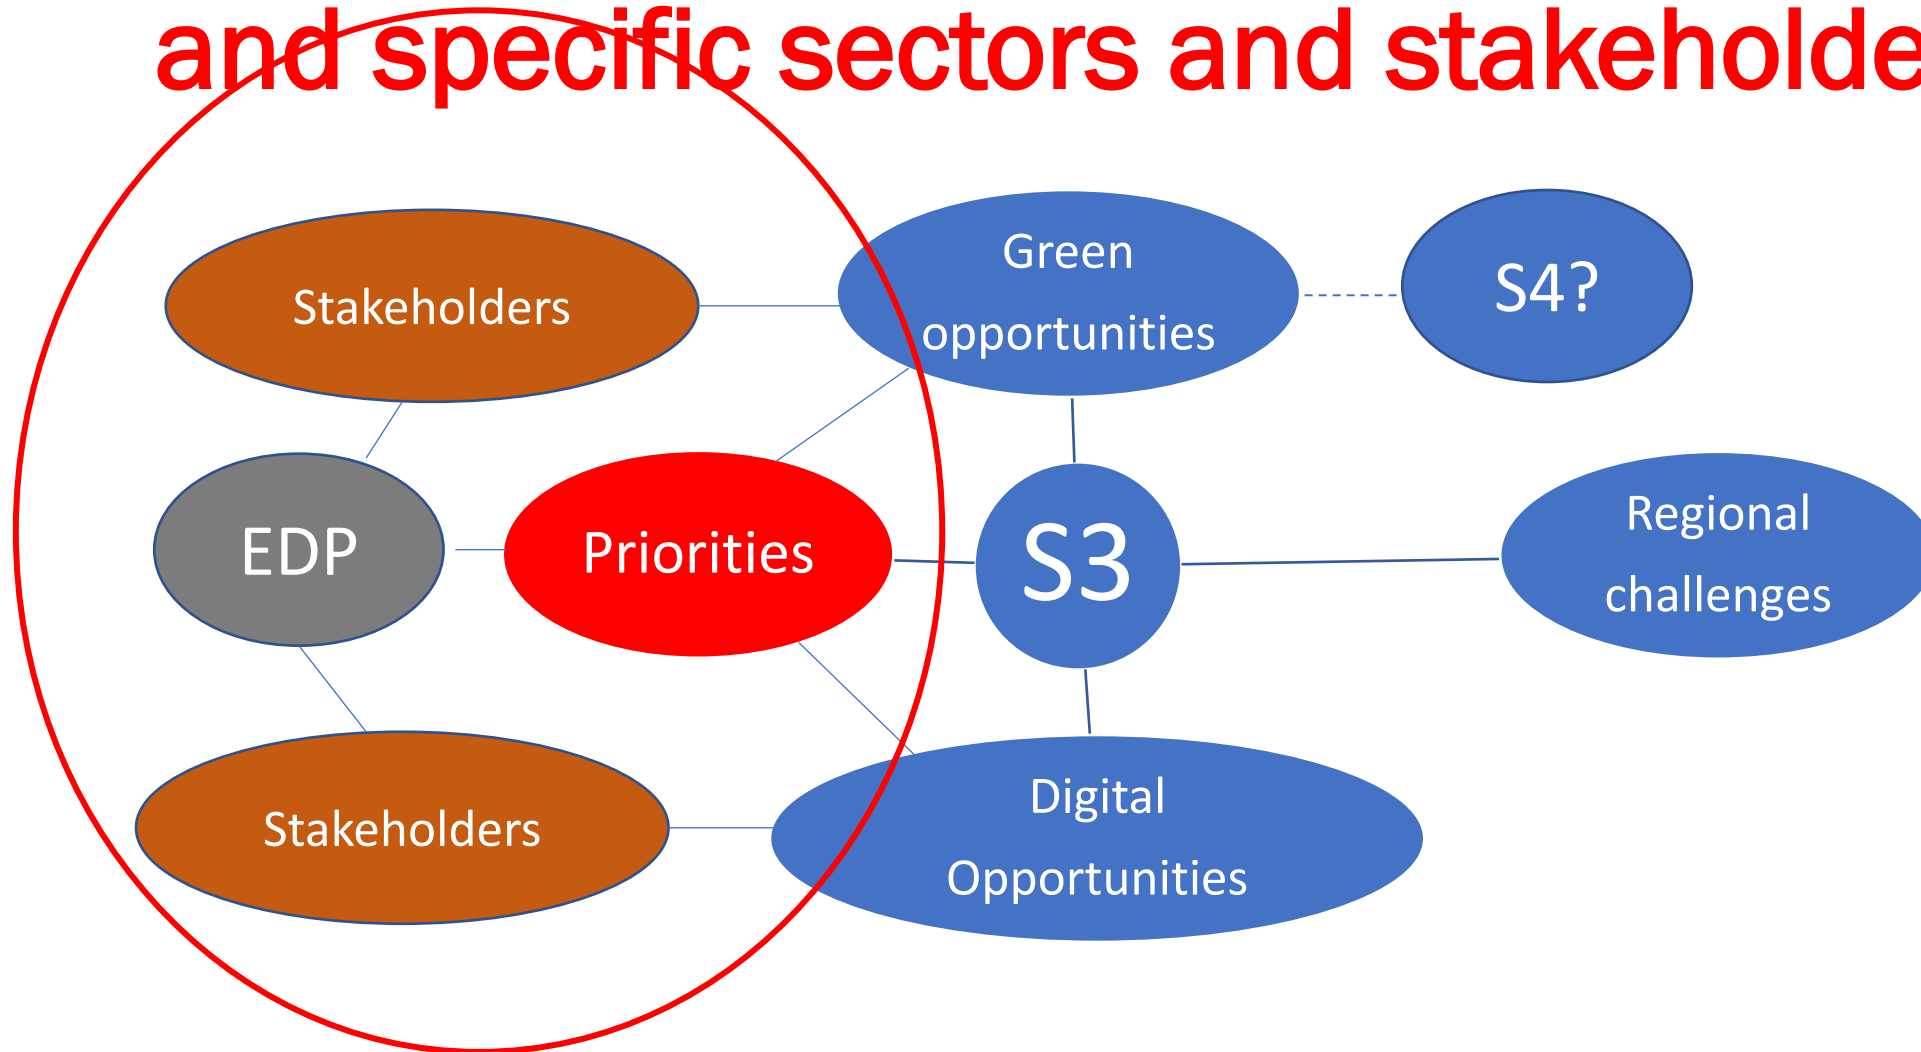 and specific sectors and stakeholde
Green
opportunities
S4?
Stakeholders
Regional
challenges
EDP
Priorities
S3
Digital
Opportunities
Stakeholders